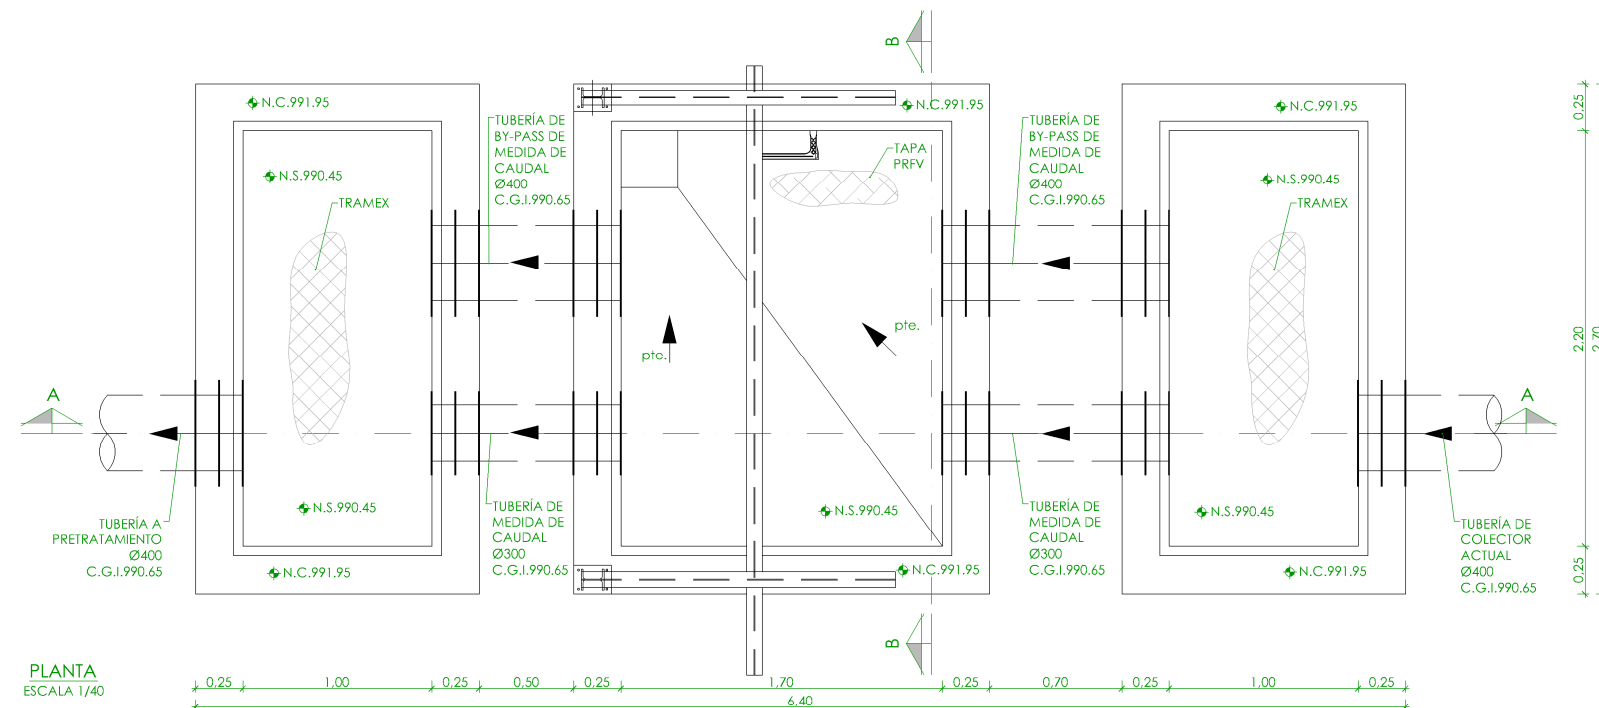 B
N.C.991.95
N.C.991.95
N.C.991.95
0,25
TUBERÍA DE
BY-PASS DE
MEDIDA DE
CAUDAL
Ø400
C.G.I.990.65
TUBERÍA DE
BY-PASS DE
MEDIDA DE
CAUDAL
Ø400
C.G.I.990.65
TAPA
PRFV
N.S.990.45
N.S.990.45
TRAMEX
TRAMEX
pte.
pte.
2,20
A
A
N.S.990.45
N.S.990.45
N.S.990.45
TUBERÍA A
PRETRATAMIENTO
Ø400
C.G.I.990.65
TUBERÍA DE
MEDIDA DE
CAUDAL
Ø300
C.G.I.990.65
TUBERÍA DE
MEDIDA DE
CAUDAL
Ø300
C.G.I.990.65
TUBERÍA DE
COLECTOR
ACTUAL
Ø400
C.G.I.990.65
N.C.991.95
N.C.991.95
N.C.991.95
0,25
B
PLANTA
ESCALA 1/40
0,25 1,00 0,25 0,50 0,25 1,70 0,25 0,70 0,25 1,00 0,25
6,40